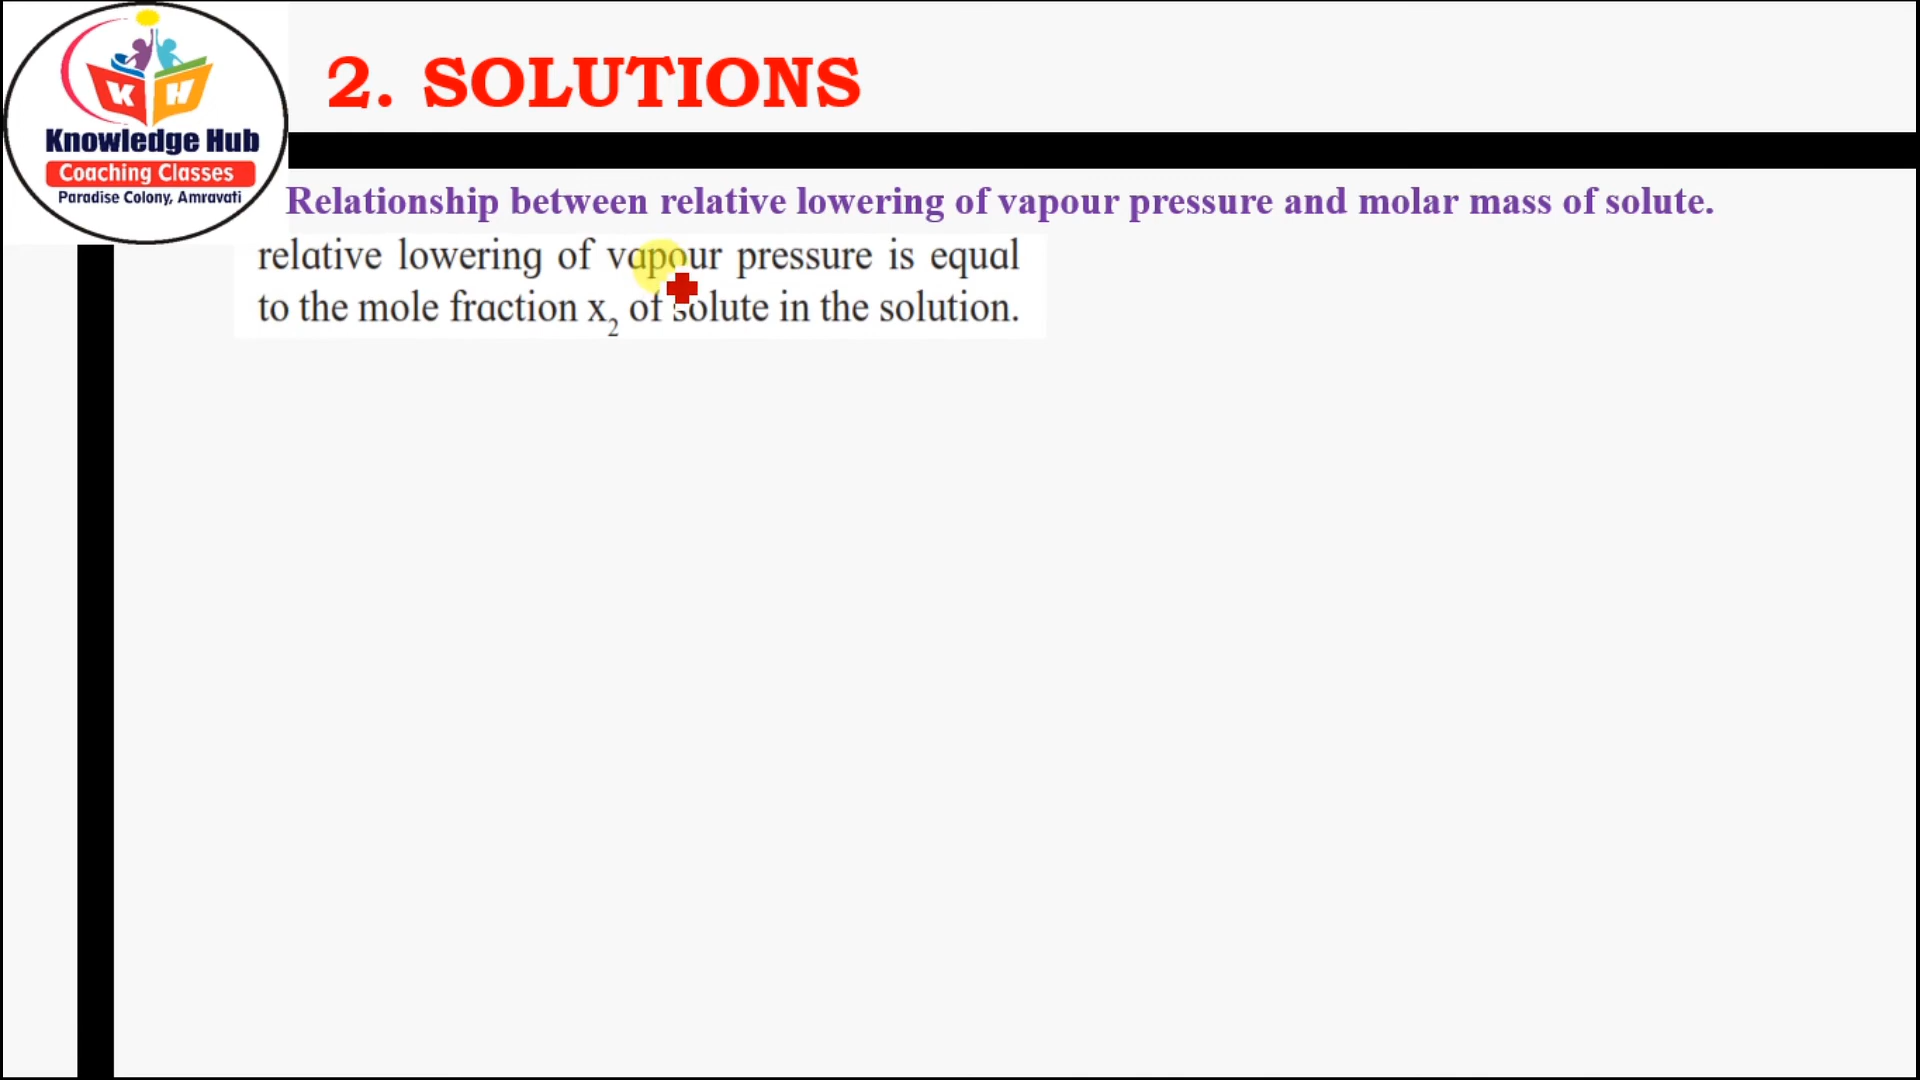 K H
Knowledge Hub
Coaching Classes
Paradise Colony, Amravati
2. SOLUTIONS
Relationship between relative lowering of vapour pressure and molar mass of solute.
relative lowering of vapour pressure is equal
to the mole fraction x₂ of solute in the solution.